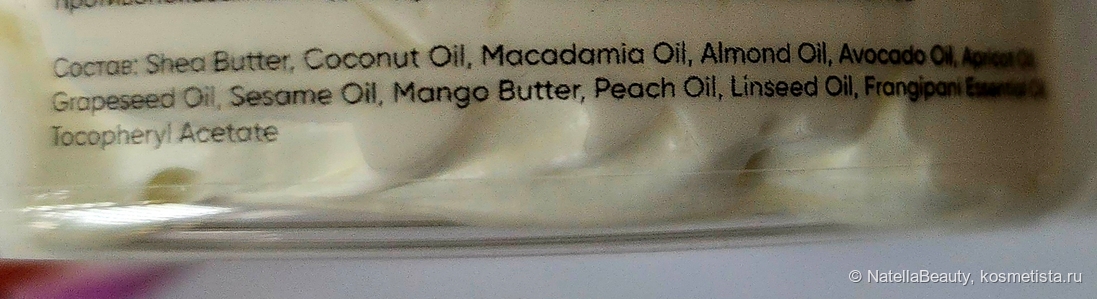 Состав: Shea Butter, Coconut Oil, Macadamia Oil, Almond Oil, Avocado Oil, Apricot Oil
Grapeseed Oil, Sesame Oil, Mango Butter, Peach Oil, Linseed Oil, Frangipani Essential Oil
Tocopheryl Acetate
© NatellaBeauty, kosmetista.ru